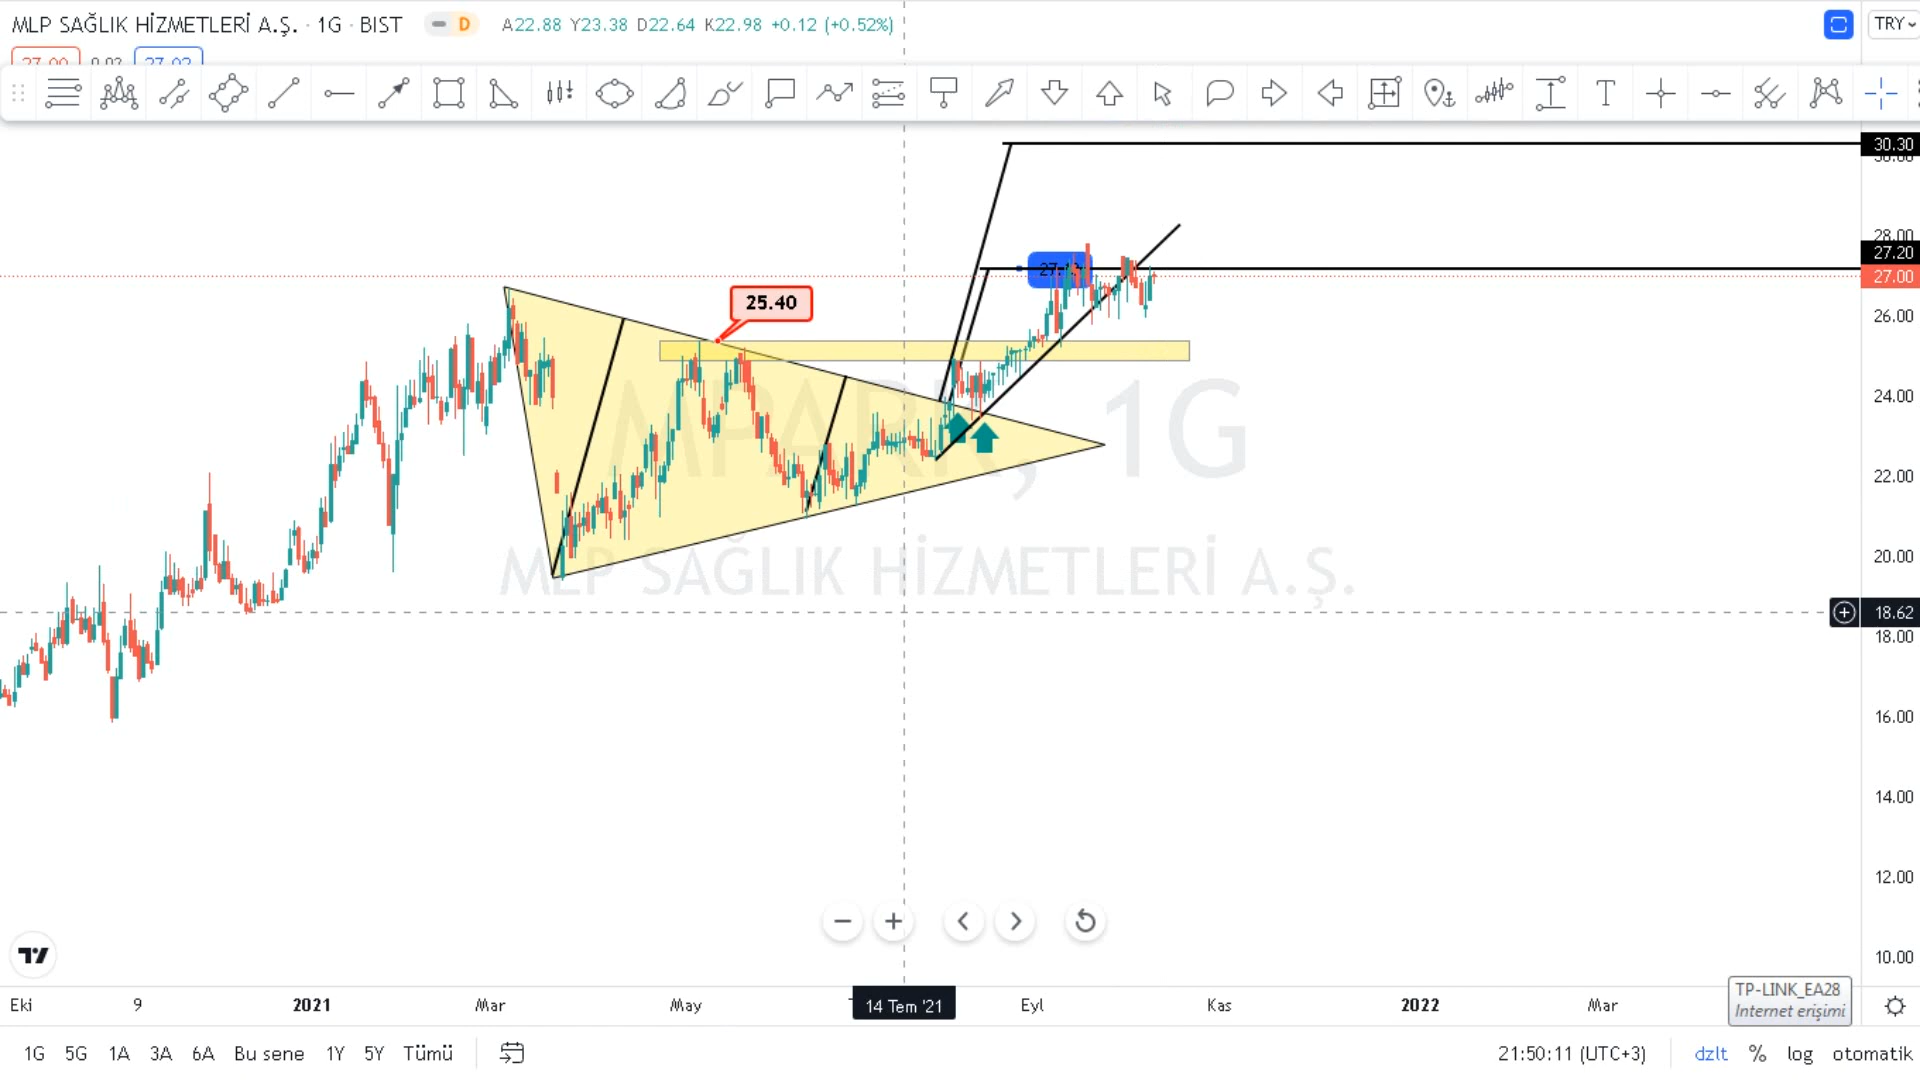 MLP SAĞLIK HİZMETLERİ A.Ş. · 1G · BIST
D
A22.88 Y23.38 D22.64 K22.98 +0.12 (+0.52%)
TRY
30.30
28.00
27.20
27.00
26.00
25.40
24.00
22.00
20.00
18.62
18.00
16.00
14.00
12.00
10.00
MPARK, 1G
MLP SAĞLIK HİZMETLERİ A.Ş.
Eki 9 2021 Mar May 14 Tem '21 Eyl Kas 2022 Mar
TP-LINK_EA28
Internet erişimi
1G 5G 1A 3A 6A Bu sene 1Y 5Y Tümü
21:50:11 (UTC+3) dzlt % log otomatik